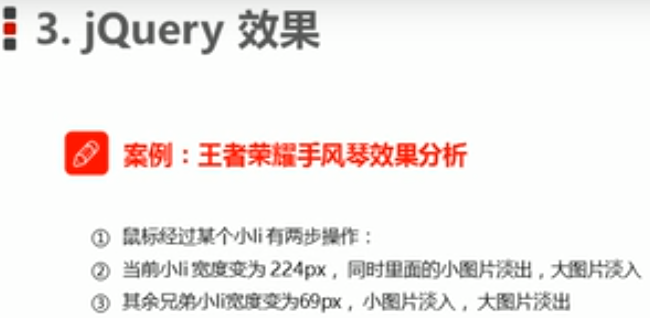 3. jQuery 效果
案例：王者荣耀手风琴效果分析
① 鼠标经过某个小li 有两步操作：
② 当前小li 宽度变为 224px， 同时里面的小图片淡出，大图片淡入
③ 其余兄弟小li宽度变为69px， 小图片淡入， 大图片淡出